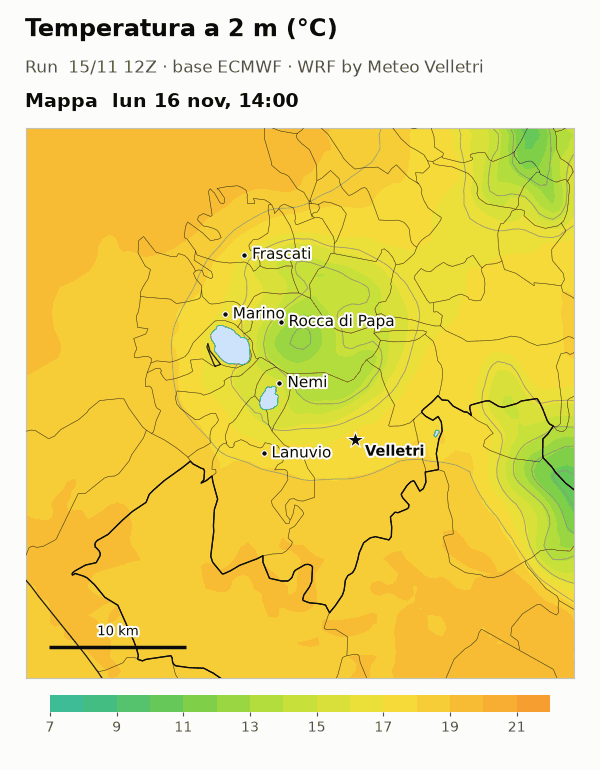 Temperatura a 2 m (°C)
Run  15/11 12Z · base ECMWF · WRF by Meteo Velletri
Mappa  lun 16 nov, 14:00
Frascati
Marino
Rocca di Papa
Nemi
Velletri
Lanuvio
10 km
7 9 11 13 15 17 19 21